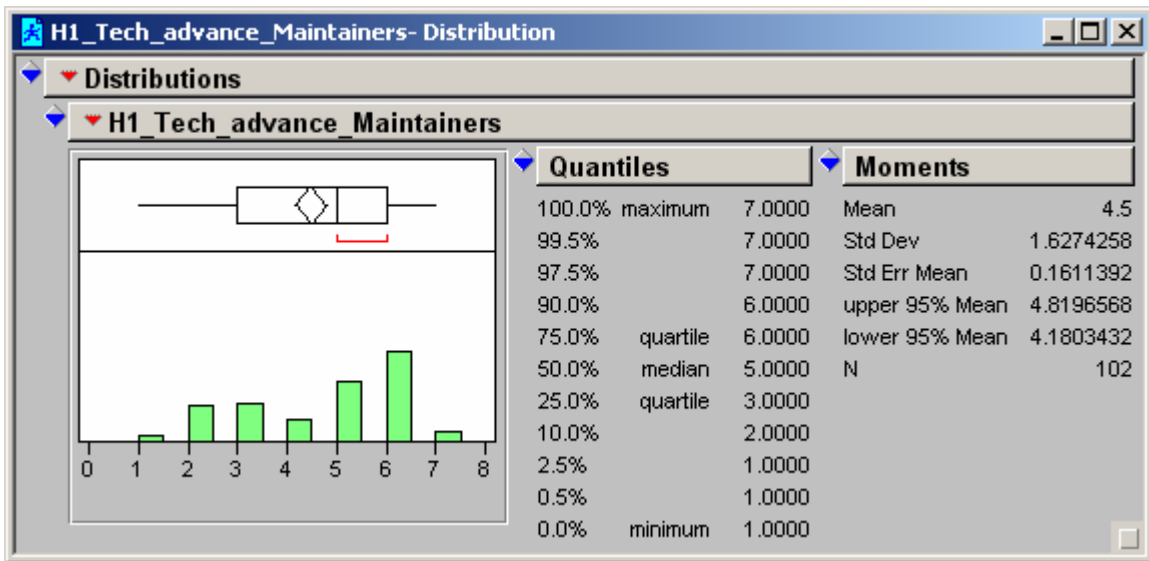 H1_Tech_advance_Maintainers- Distribution
Distributions
H1_Tech_advance_Maintainers
0 1 2 3 4 5 6 7 8
Quantiles
100.0% maximum 7.0000
99.5% 7.0000
97.5% 7.0000
90.0% 6.0000
75.0% quartile 6.0000
50.0% median 5.0000
25.0% quartile 3.0000
10.0% 2.0000
2.5% 1.0000
0.5% 1.0000
0.0% minimum 1.0000
Moments
Mean 4.5
Std Dev 1.6274258
Std Err Mean 0.1611392
upper 95% Mean 4.8196568
lower 95% Mean 4.1803432
N 102